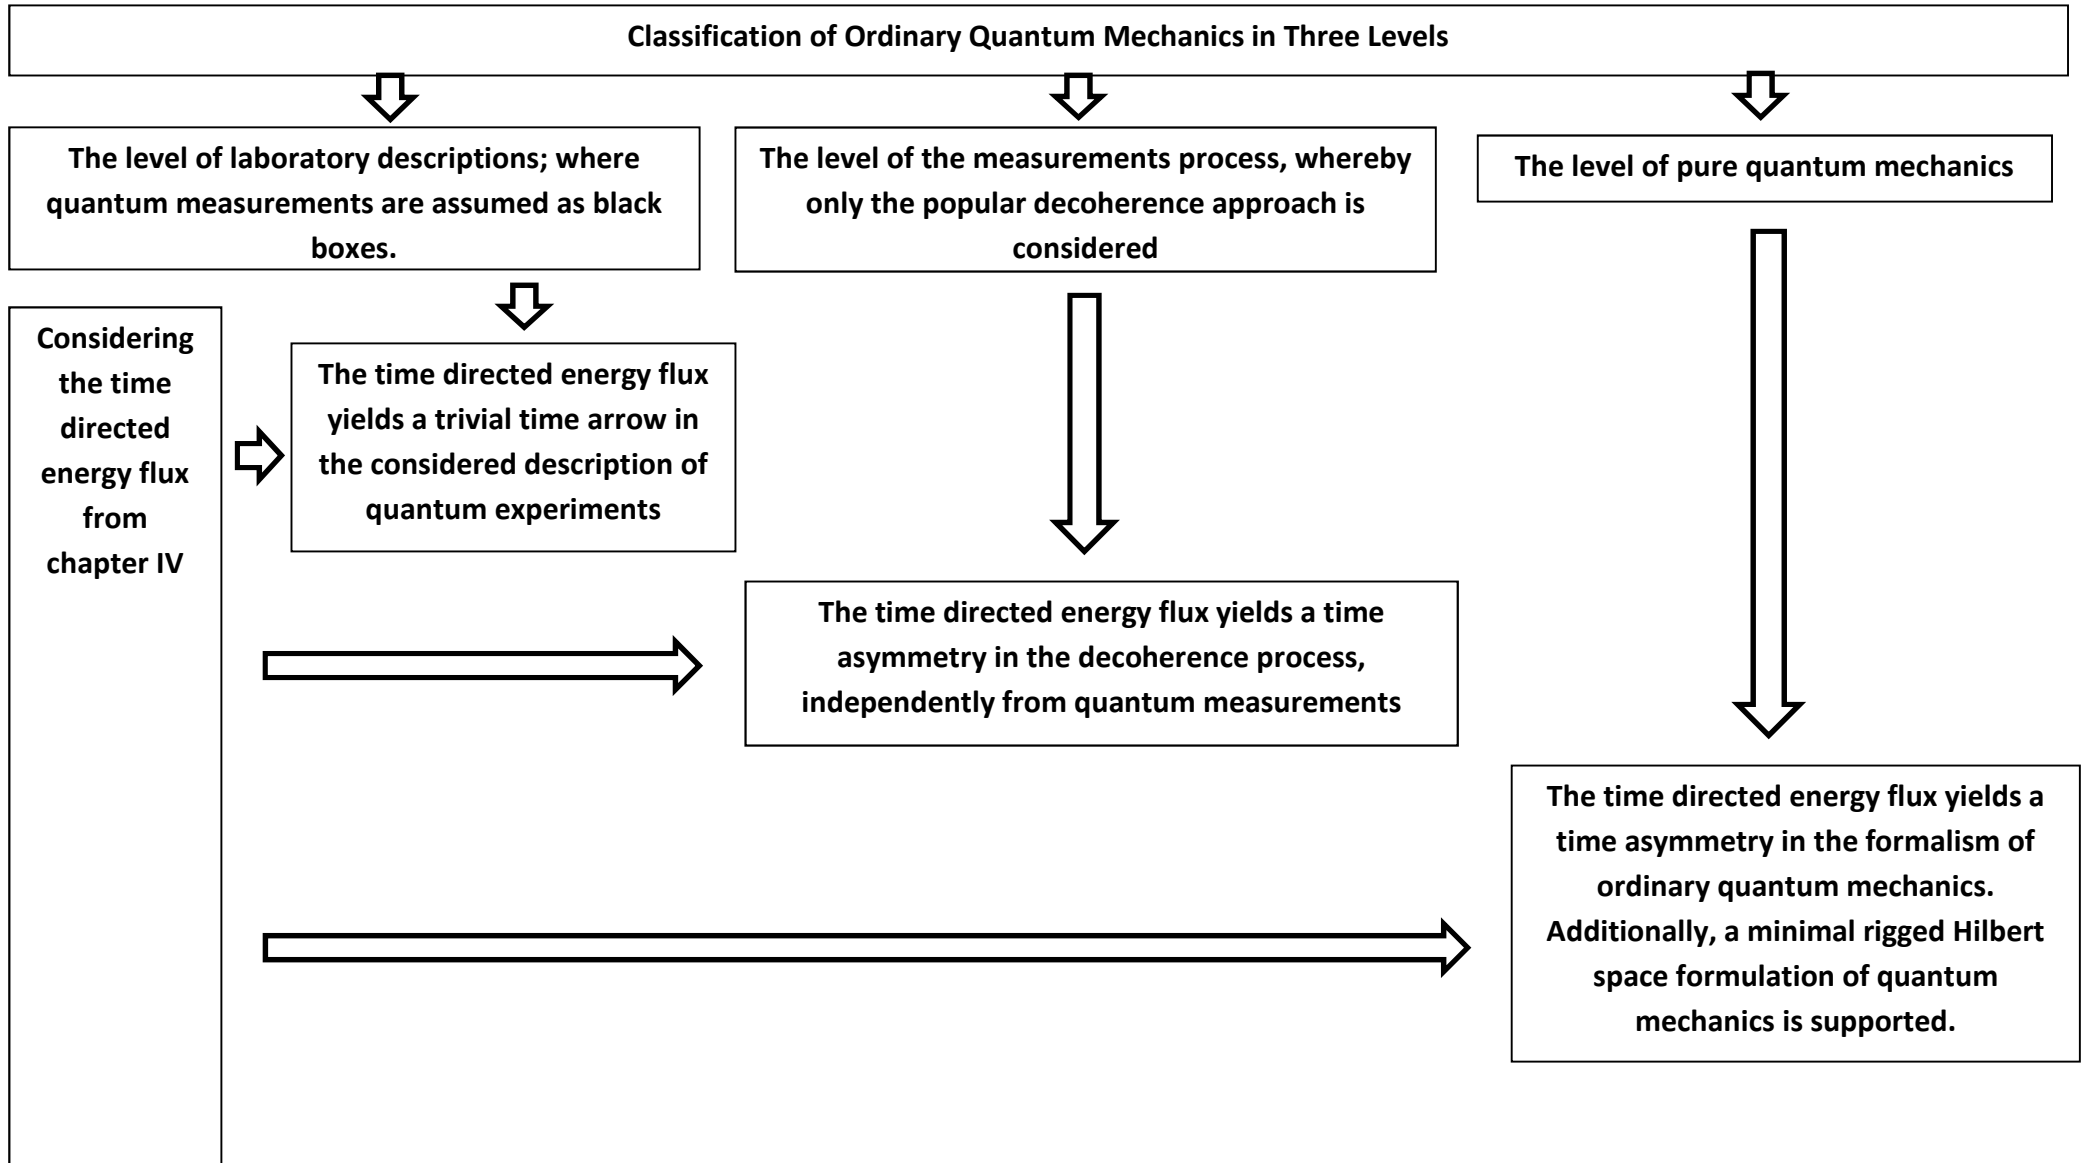 Classification of Ordinary Quantum Mechanics in Three Levels
The level of laboratory descriptions; where
quantum measurements are assumed as black
boxes.
The level of the measurements process, whereby
only the popular decoherence approach is
considered
The level of pure quantum mechanics
Considering
the time
directed
energy flux
from
chapter IV
The time directed energy flux
yields a trivial time arrow in
the considered description of
quantum experiments
The time directed energy flux yields a time
asymmetry in the decoherence process,
independently from quantum measurements
The time directed energy flux yields a
time asymmetry in the formalism of
ordinary quantum mechanics.
Additionally, a minimal rigged Hilbert
space formulation of quantum
mechanics is supported.